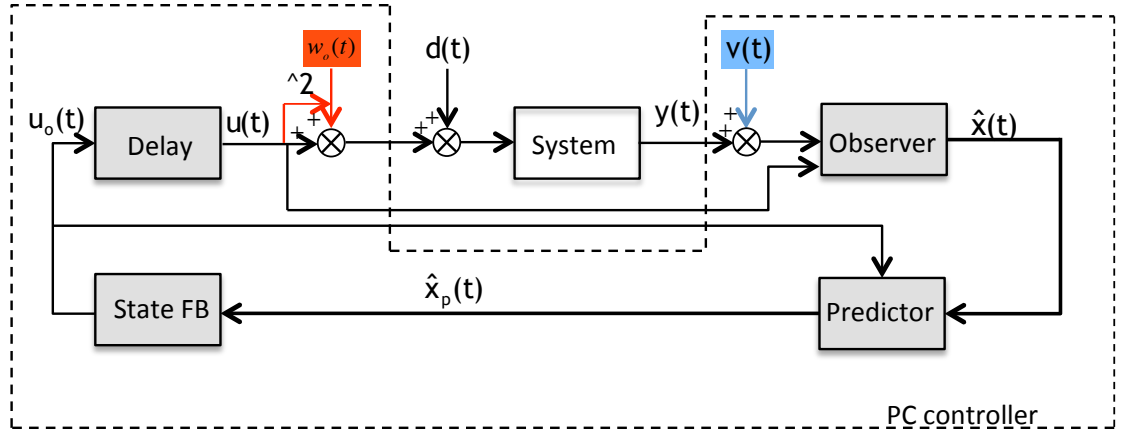 w_o(t)
d(t)
v(t)
^2
u_o(t)
Delay
u(t)
+
+
+
+
System
y(t)
+
+
Observer
x̂(t)
State FB
x̂_p(t)
Predictor
PC controller